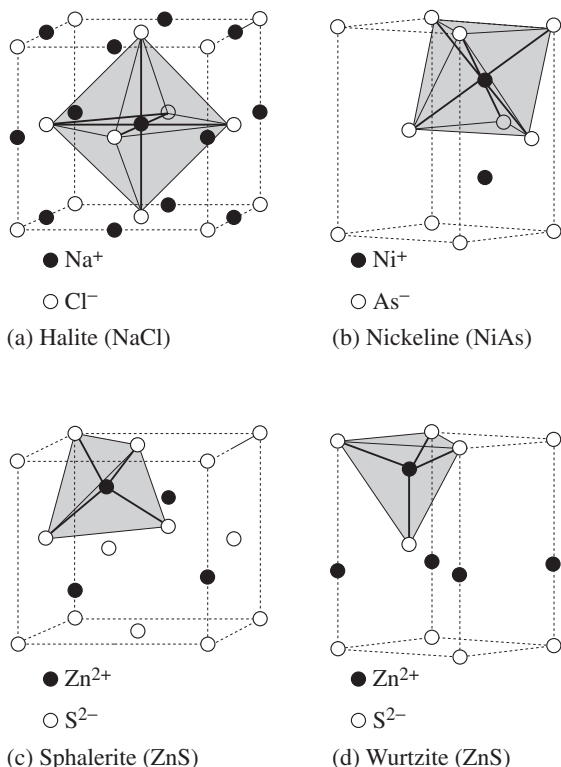 Na⁺
Cl⁻
(a) Halite (NaCl)
Ni⁺
As⁻
(b) Nickeline (NiAs)
Zn²⁺
S²⁻
(c) Sphalerite (ZnS)
Zn²⁺
S²⁻
(d) Wurtzite (ZnS)